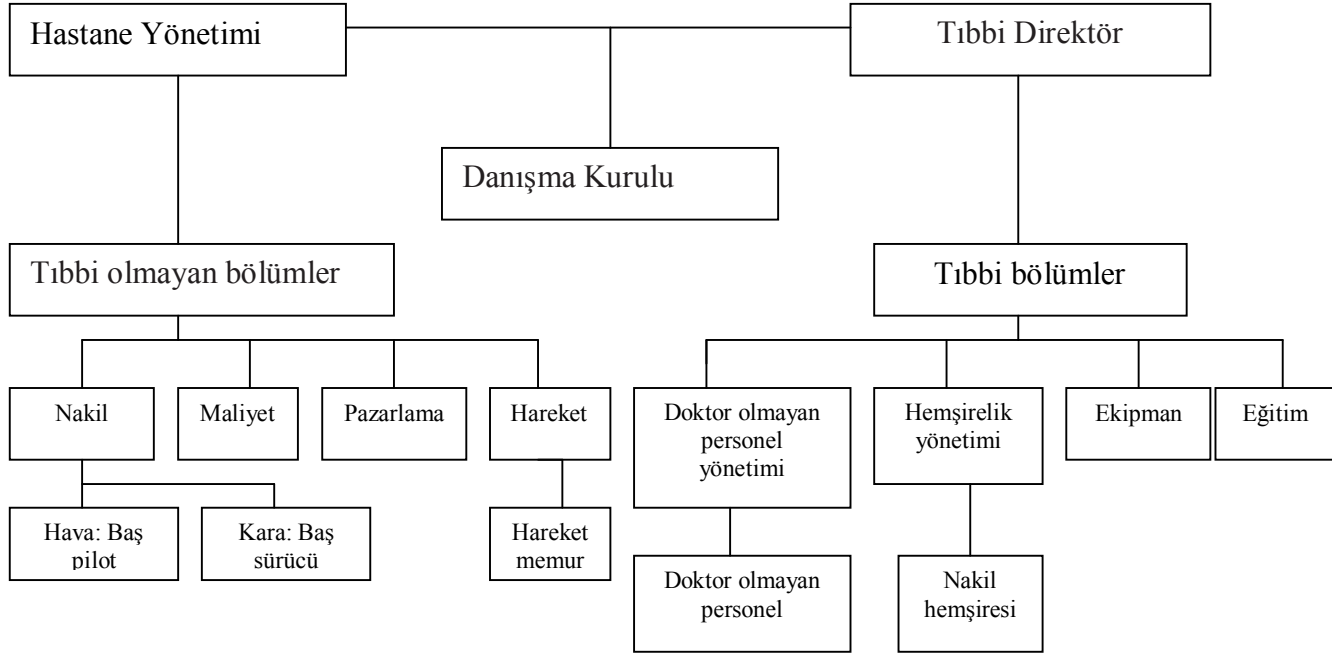 Hastane Yönetimi
Tıbbi Direktör
Danışma Kurulu
Tıbbi olmayan bölümler
Tıbbi bölümler
Nakil
Maliyet
Pazarlama
Hareket
Doktor olmayan
personel
yönetimi
Hemşirelik
yönetimi
Ekipman
Eğitim
Hava: Baş
pilot
Kara: Baş
sürücü
Hareket
memur
Doktor olmayan
personel
Nakil
hemşiresi